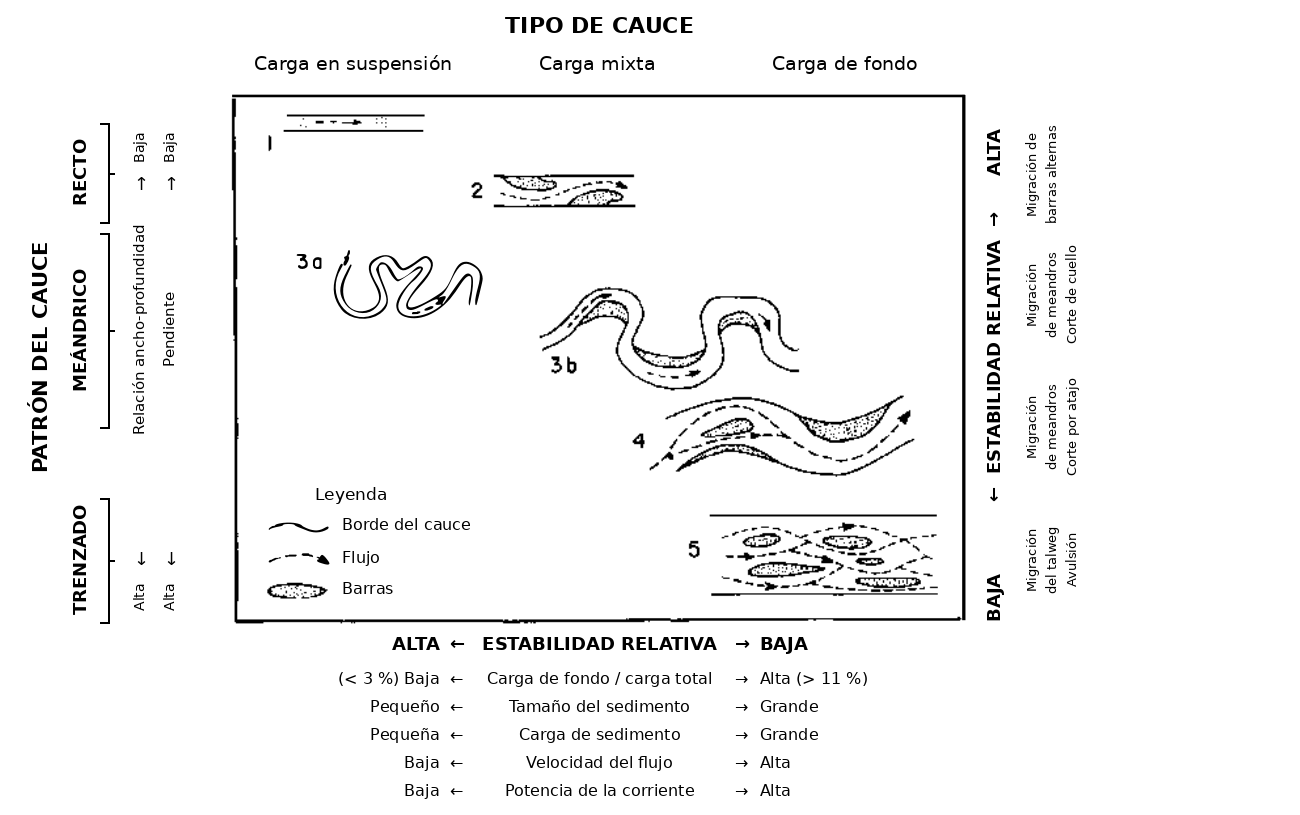 TIPO DE CAUCE
Carga en suspensión Carga mixta Carga de fondo
PATRÓN DEL CAUCE
RECTO
MEÁNDRICO
TRENZADO
Alta ← Relación ancho-profundidad → Baja
Alta ← Pendiente → Baja
1
2
3a
3b
4
5
Leyenda
Borde del cauce
Flujo
Barras
BAJA ← ESTABILIDAD RELATIVA → ALTA
Migración de
barras alternas
Migración
de meandros
Corte de cuello
Migración
de meandros
Corte por atajo
Migración
del talweg
Avulsión
ALTA ← ESTABILIDAD RELATIVA → BAJA
(< 3 %) Baja ← Carga de fondo / carga total → Alta (> 11 %)
Pequeño ← Tamaño del sedimento → Grande
Pequeña ← Carga de sedimento → Grande
Baja ← Velocidad del flujo → Alta
Baja ← Potencia de la corriente → Alta